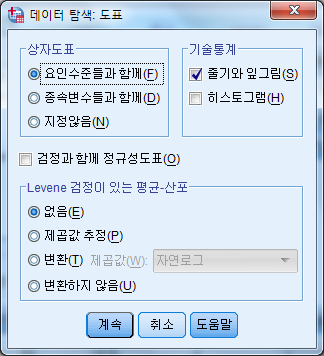 데이터 탐색: 도표
상자도표
요인수준들과 함께(F)
종속변수들과 함께(D)
지정않음(N)
기술통계
줄기와 잎그림(S)
히스토그램(H)
검정과 함께 정규성도표(O)
Levene 검정이 있는 평균-산포
없음(E)
제곱값 추정(P)
변환(T) 제곱값(W): 자연로그
변환하지 않음(U)
계속 취소 도움말